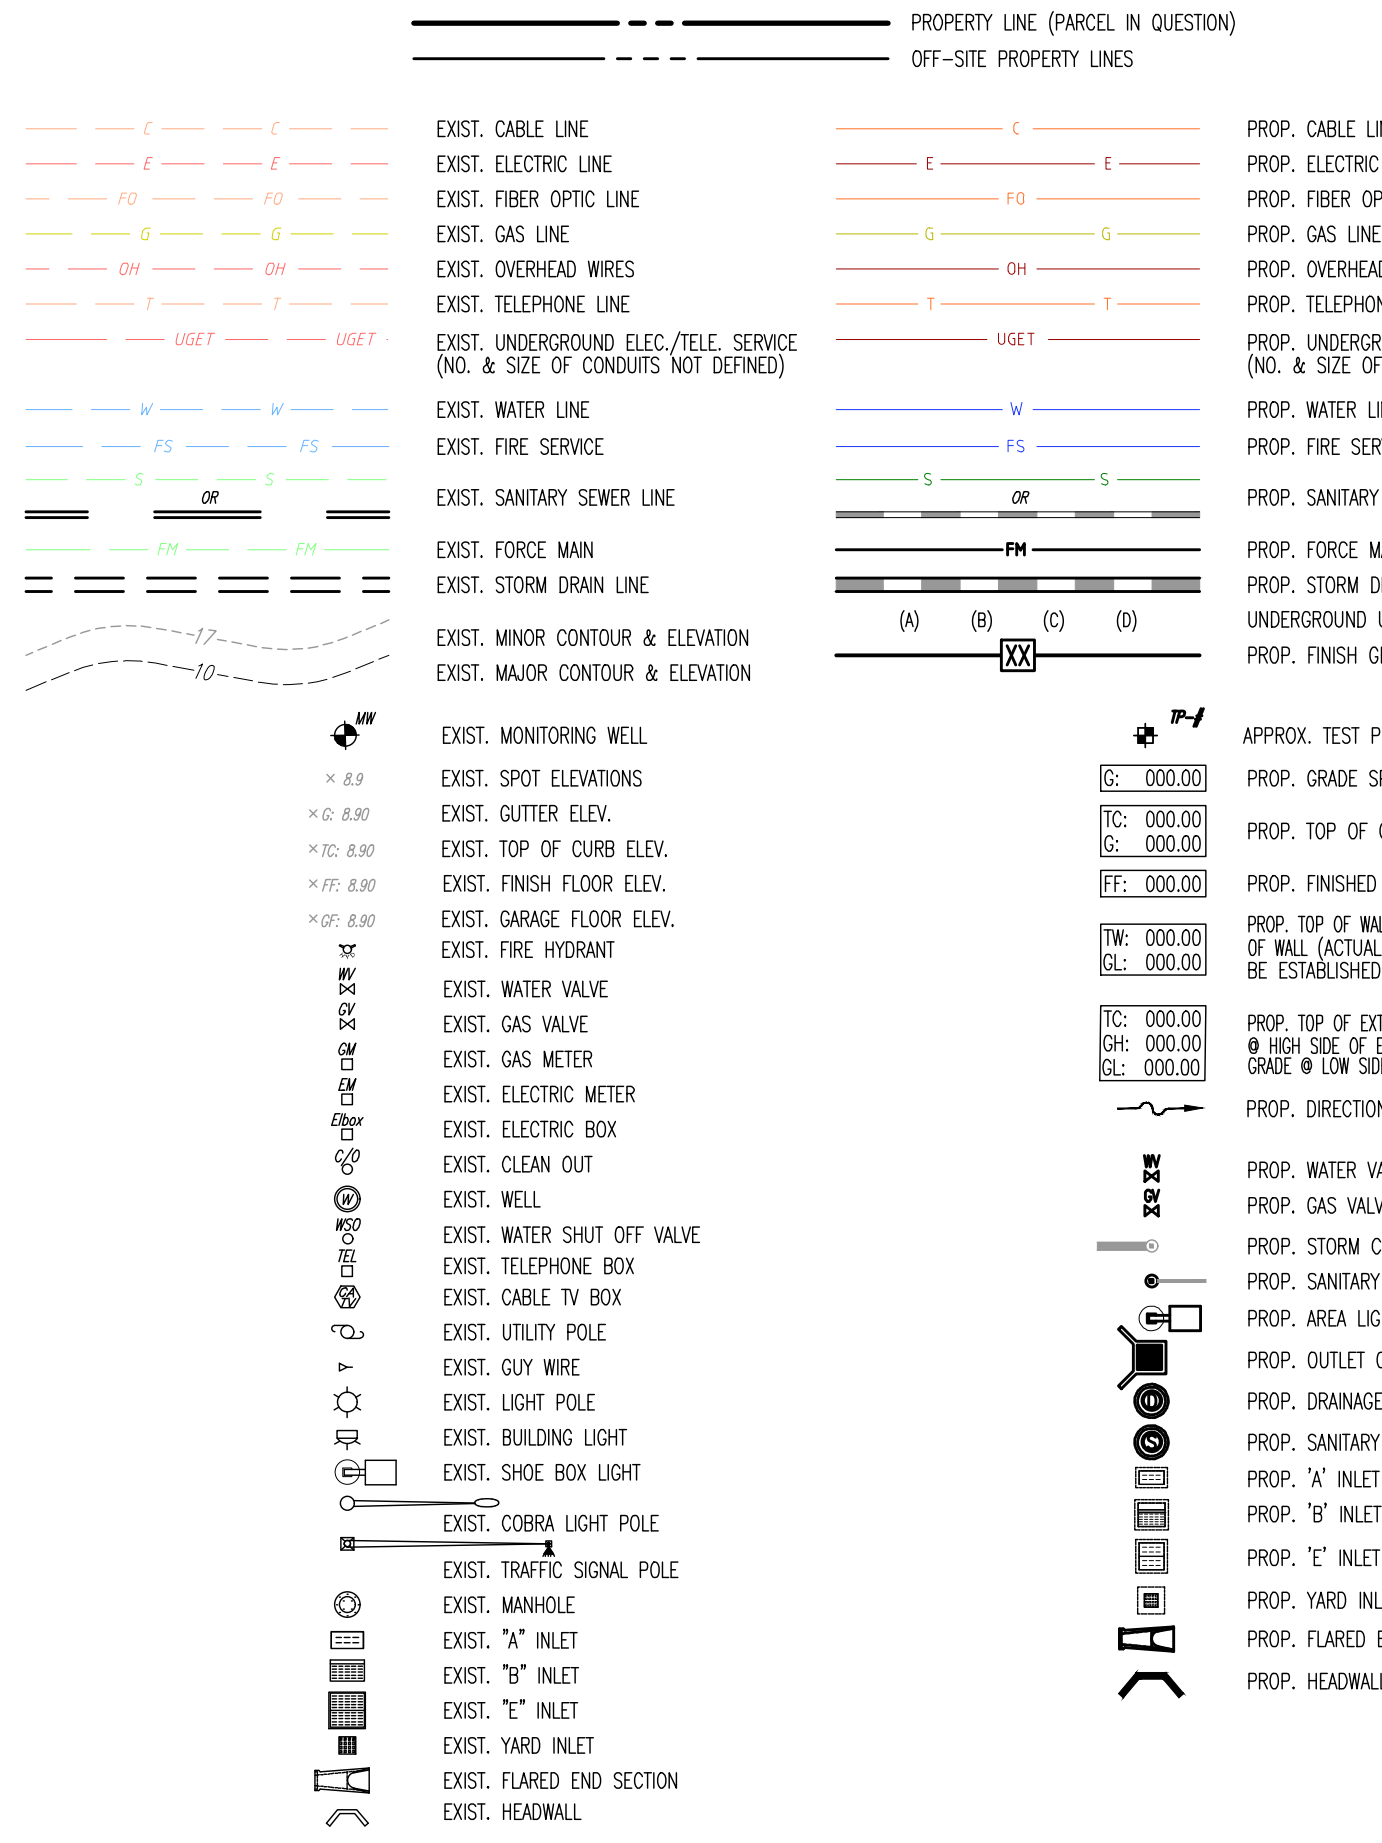 PROPERTY LINE (PARCEL IN QUESTION)
OFF-SITE PROPERTY LINES
C C EXIST. CABLE LINE
E E EXIST. ELECTRIC LINE
FO FO EXIST. FIBER OPTIC LINE
G G EXIST. GAS LINE
OH OH EXIST. OVERHEAD WIRES
T T EXIST. TELEPHONE LINE
UGET UGET EXIST. UNDERGROUND ELEC./TELE. SERVICE
(NO. & SIZE OF CONDUITS NOT DEFINED)
W W EXIST. WATER LINE
FS FS EXIST. FIRE SERVICE
S S
OR
EXIST. SANITARY SEWER LINE
FM FM EXIST. FORCE MAIN
EXIST. STORM DRAIN LINE
17 EXIST. MINOR CONTOUR & ELEVATION
10 EXIST. MAJOR CONTOUR & ELEVATION
MW EXIST. MONITORING WELL
× 8.9 EXIST. SPOT ELEVATIONS
× G: 8.90 EXIST. GUTTER ELEV.
× TC: 8.90 EXIST. TOP OF CURB ELEV.
× FF: 8.90 EXIST. FINISH FLOOR ELEV.
× GF: 8.90 EXIST. GARAGE FLOOR ELEV.
EXIST. FIRE HYDRANT
WV EXIST. WATER VALVE
GV EXIST. GAS VALVE
GM EXIST. GAS METER
EM EXIST. ELECTRIC METER
Elbox EXIST. ELECTRIC BOX
C/O EXIST. CLEAN OUT
W EXIST. WELL
WSO EXIST. WATER SHUT OFF VALVE
TEL EXIST. TELEPHONE BOX
CA
TV EXIST. CABLE TV BOX
EXIST. UTILITY POLE
EXIST. GUY WIRE
EXIST. LIGHT POLE
EXIST. BUILDING LIGHT
EXIST. SHOE BOX LIGHT
EXIST. COBRA LIGHT POLE
EXIST. TRAFFIC SIGNAL POLE
EXIST. MANHOLE
EXIST. "A" INLET
EXIST. "B" INLET
EXIST. "E" INLET
EXIST. YARD INLET
EXIST. FLARED END SECTION
EXIST. HEADWALL
C PROP. CABLE
E E PROP. ELECTRIC
FO PROP. FIBER
G G PROP. GAS LINE
OH PROP.
T T PROP.
UGET PROP.
(NO. & SIZE OF
W PROP. WATER
FS PROP. FIRE
S S
OR
PROP. SANITARY
FM PROP. FORCE
PROP. STORM
(A) (B) (C) (D) UNDERGROUND
XX PROP. FINISH
TP-# APPROX. TEST
G: 000.00 PROP. GRADE
TC: 000.00
G: 000.00
PROP. TOP OF
FF: 000.00 PROP. FINISHED
TW: 000.00
GL: 000.00
PROP. TOP OF
OF WALL (ACTUAL
BE ESTABLISHED
TC: 000.00
GH: 000.00
GL: 000.00
PROP. TOP OF
@ HIGH SIDE OF
GRADE @ LOW
PROP.
WV PROP. WATER
GV PROP. GAS
PROP. STORM
PROP. SANITARY
PROP. AREA
PROP. OUTLET
D PROP. DRAINAGE
S PROP. SANITARY
PROP. 'A' INLET
PROP. 'B' INLET
PROP. 'E' INLET
PROP. YARD
PROP. FLARED
PROP.